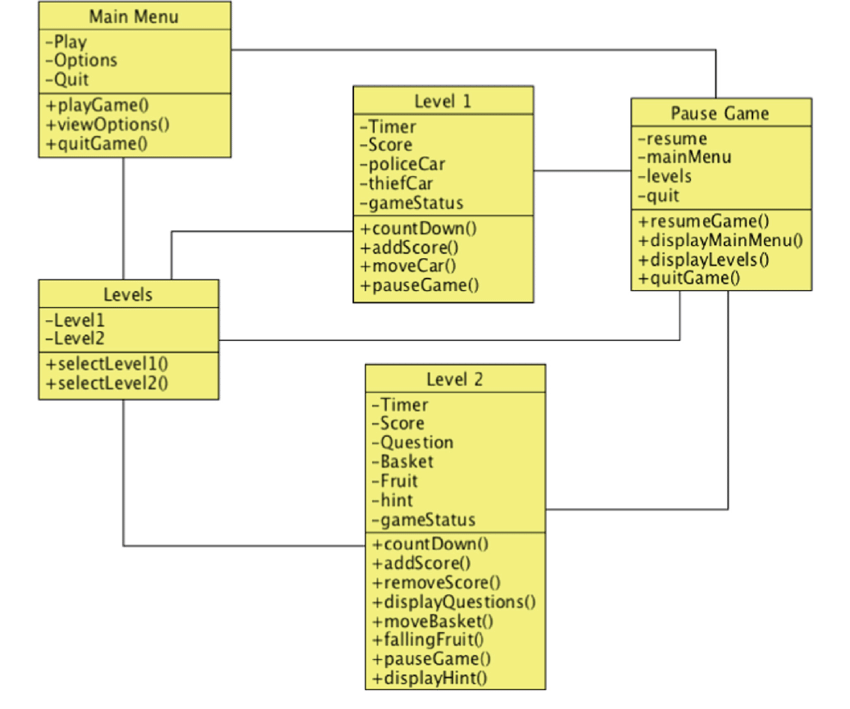 Main Menu
-Play
-Options
-Quit
+playGame()
+viewOptions()
+quitGame()
Level 1
-Timer
-Score
-policeCar
-thiefCar
-gameStatus
+countDown()
+addScore()
+moveCar()
+pauseGame()
Pause Game
-resume
-mainMenu
-levels
-quit
+resumeGame()
+displayMainMenu()
+displayLevels()
+quitGame()
Levels
-Level1
-Level2
+selectLevel1()
+selectLevel2()
Level 2
-Timer
-Score
-Question
-Basket
-Fruit
-hint
-gameStatus
+countDown()
+addScore()
+removeScore()
+displayQuestions()
+moveBasket()
+fallingFruit()
+pauseGame()
+displayHint()